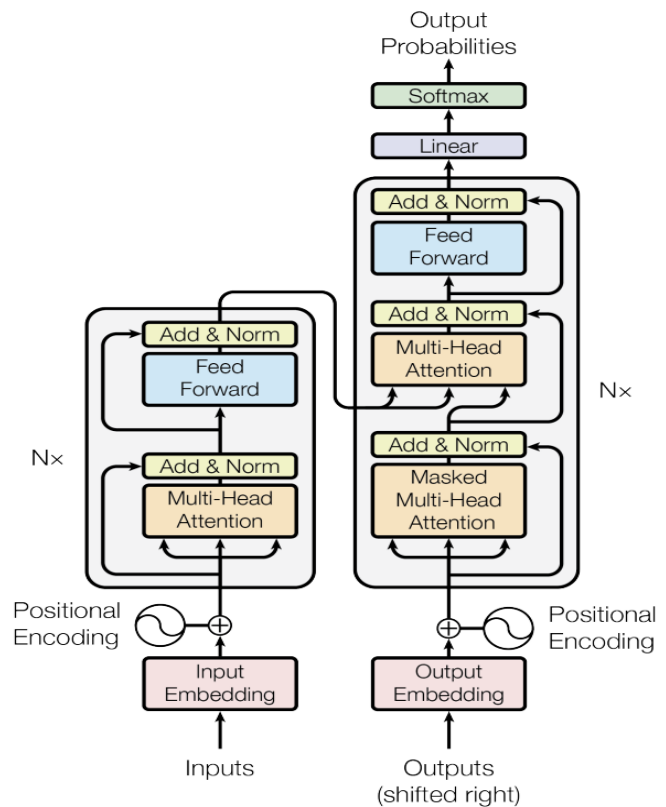 Output
Probabilities
Softmax
Linear
Add & Norm
Feed
Forward
Add & Norm
Multi-Head
Attention
Add & Norm
Masked
Multi-Head
Attention
N×
Add & Norm
Feed
Forward
Add & Norm
Multi-Head
Attention
N×
Positional
Encoding
Positional
Encoding
Input
Embedding
Output
Embedding
Inputs
Outputs
(shifted right)